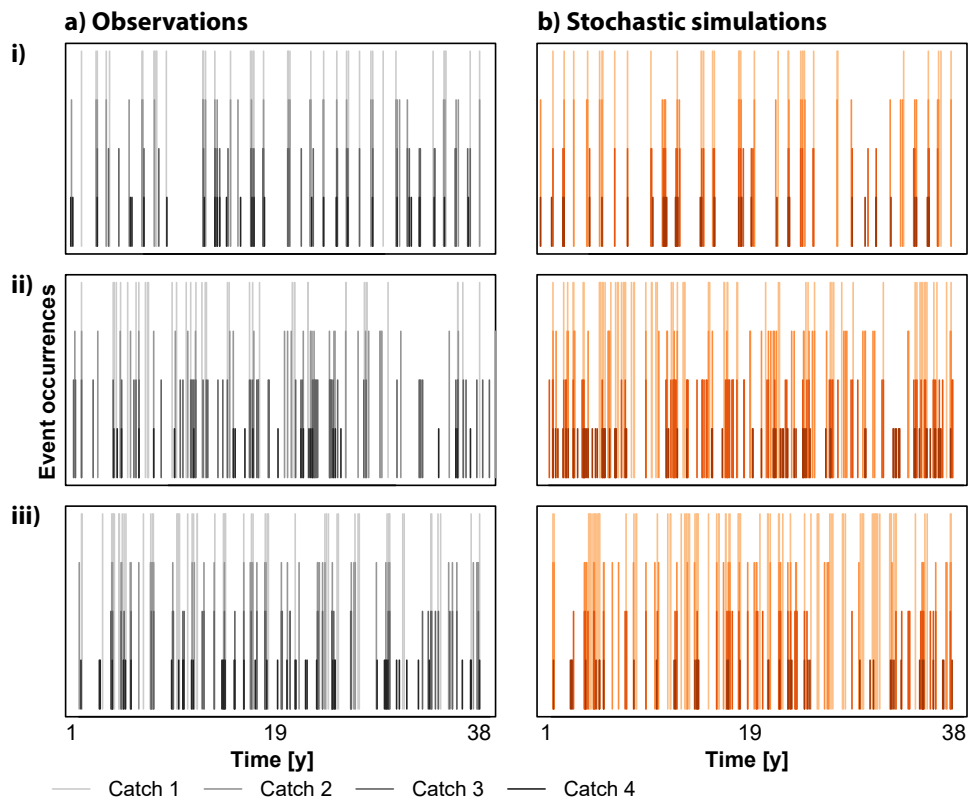 a) Observations
b) Stochastic simulations
i)
ii)
iii)
Event occurrences
1 19 38
1 19 38
Time [y]
Time [y]
Catch 1 Catch 2 Catch 3 Catch 4